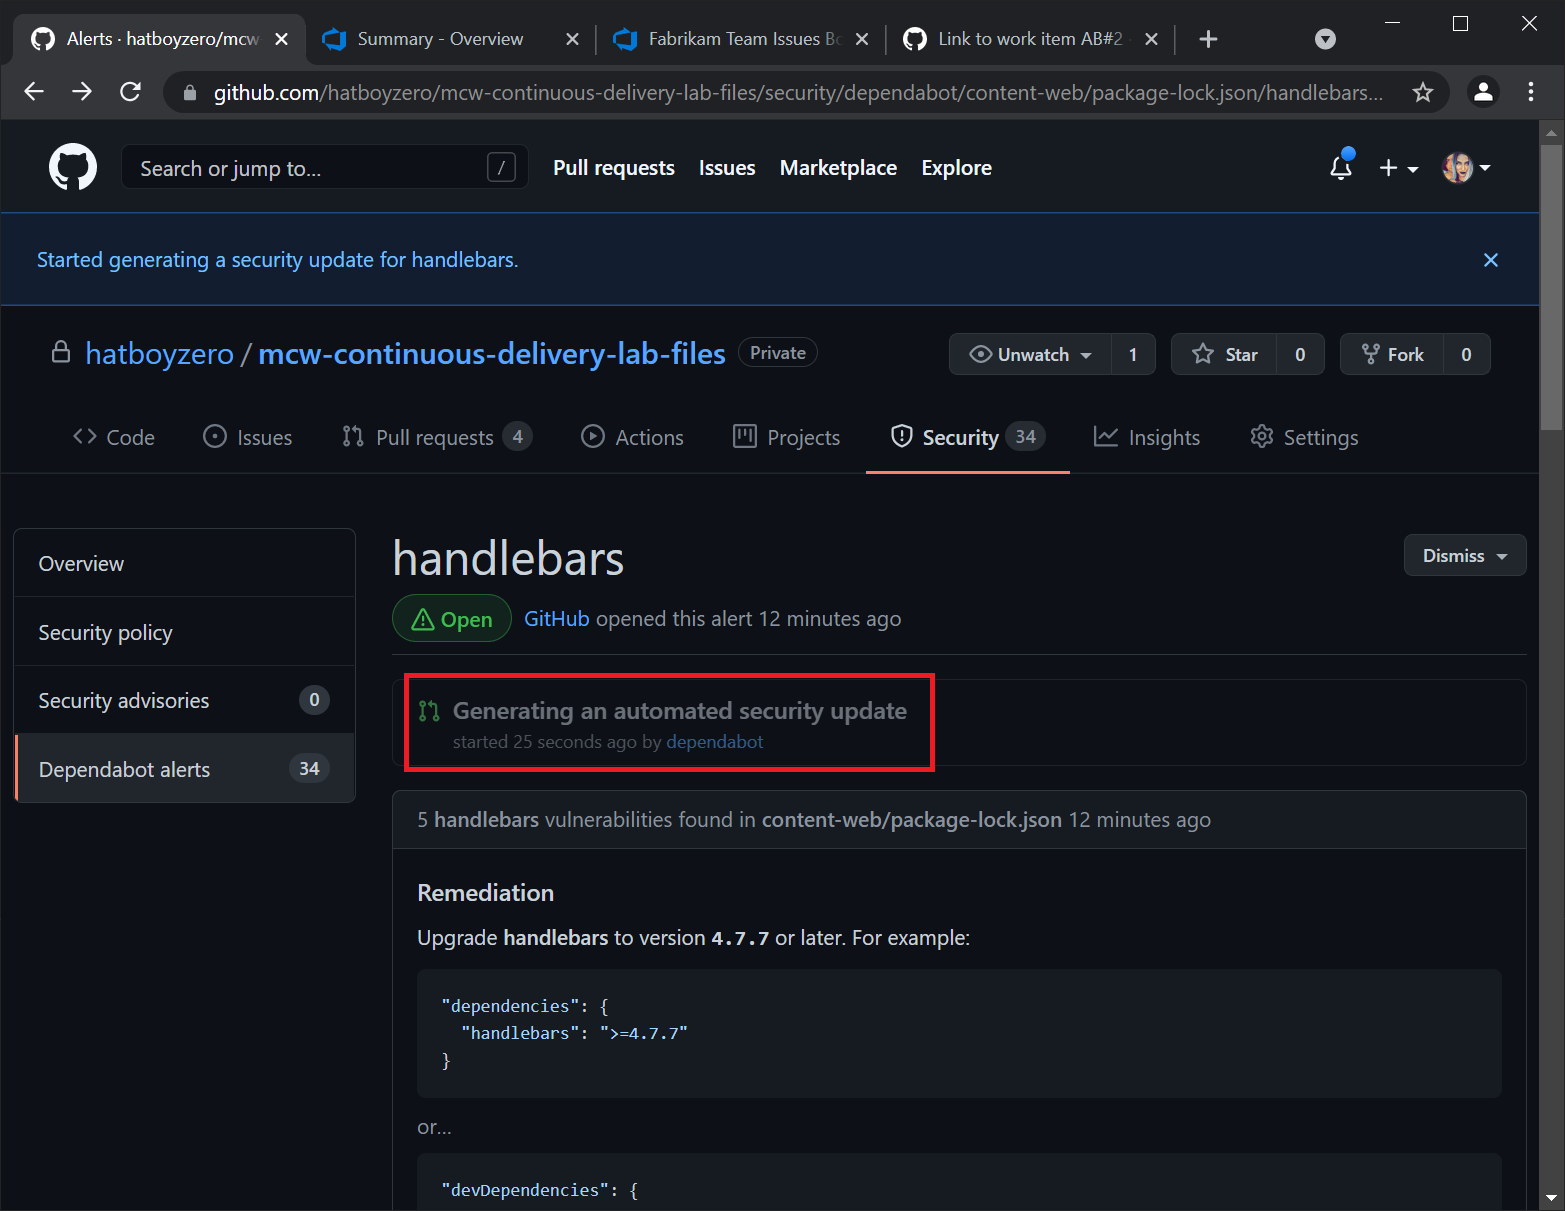 Alerts · hatboyzero/mcw
Summary - Overview
Fabrikam Team Issues Bo
Link to work item AB#2
github.com/hatboyzero/mcw-continuous-delivery-lab-files/security/dependabot/content-web/package-lock.json/handlebars...
Search or jump to... /
Pull requests
Issues
Marketplace
Explore
Started generating a security update for handlebars.
hatboyzero / mcw-continuous-delivery-lab-files Private
Unwatch 1
Star 0
Fork 0
Code
Issues
Pull requests 4
Actions
Projects
Security 34
Insights
Settings
Overview
Security policy
Security advisories 0
Dependabot alerts 34
handlebars
Dismiss
Open GitHub opened this alert 12 minutes ago
Generating an automated security update
started 25 seconds ago by dependabot
5 handlebars vulnerabilities found in content-web/package-lock.json 12 minutes ago
Remediation
Upgrade handlebars to version 4.7.7 or later. For example:
"dependencies": {
"handlebars": ">=4.7.7"
}
or...
"devDependencies": {